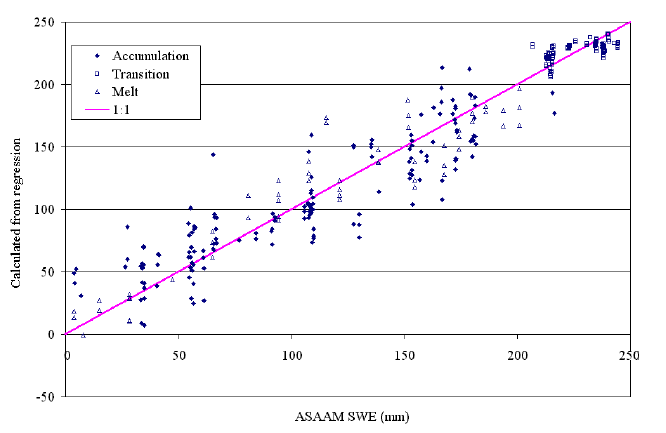 250
200
150
100
50
0
-50
Calculated from regression
Accumulation
Transition
Melt
1:1
0 50 100 150 200 250
ASAAM SWE (mm)